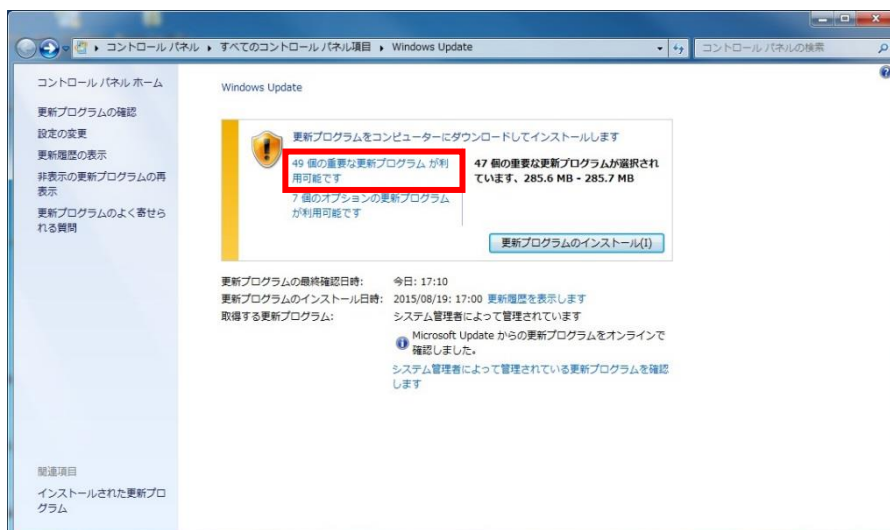 コントロール パネル ▸ すべてのコントロール パネル項目 ▸ Windows Update
コントロール パネルの検索
コントロール パネル ホーム
更新プログラムの確認
設定の変更
更新履歴の表示
非表示の更新プログラムの再
表示
更新プログラムのよく寄せら
れる質問
関連項目
インストールされた更新プロ
グラム
Windows Update
更新プログラムをコンピューターにダウンロードしてインストールします
49 個の重要な更新プログラム が利
用可能です
7 個のオプションの更新プログラム
が利用可能です
47 個の重要な更新プログラムが選択され
ています、285.6 MB - 285.7 MB
更新プログラムのインストール(I)
更新プログラムの最終確認日時: 今日: 17:10
更新プログラムのインストール日時: 2015/08/19: 17:00 更新履歴を表示します
取得する更新プログラム: システム管理者によって管理されています
Microsoft Update からの更新プログラムをオンラインで
確認しました。
システム管理者によって管理されている更新プログラムを確認
します